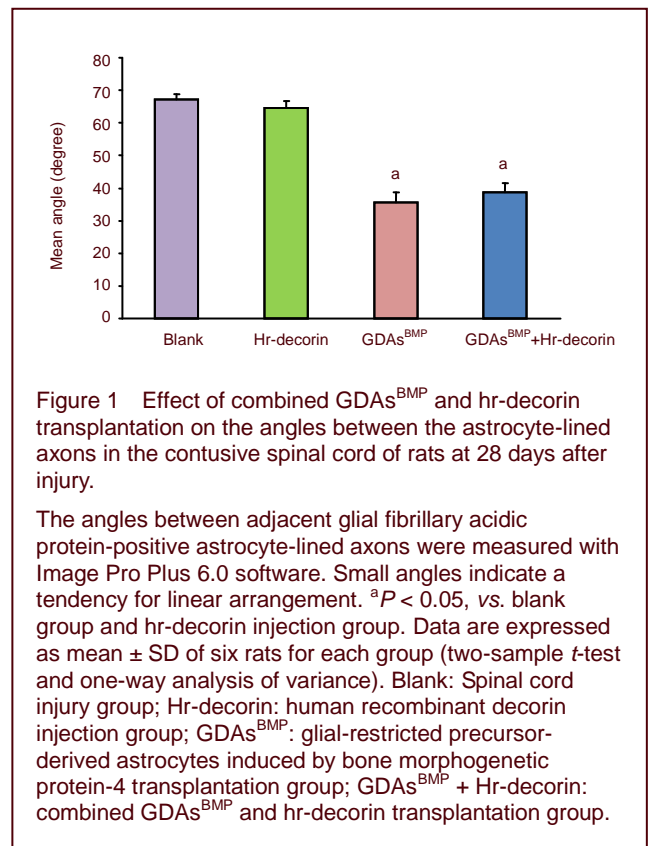 80
70
60
50
40
30
20
10
0
Mean angle (degree)
a
a
Blank Hr-decorin GDAsBMP GDAsBMP+Hr-decorin
Figure 1 Effect of combined GDAsBMP and hr-decorin
transplantation on the angles between the astrocyte-lined
axons in the contusive spinal cord of rats at 28 days after
injury.
The angles between adjacent glial fibrillary acidic
protein-positive astrocyte-lined axons were measured with
Image Pro Plus 6.0 software. Small angles indicate a
tendency for linear arrangement. aP < 0.05, vs. blank
group and hr-decorin injection group. Data are expressed
as mean ± SD of six rats for each group (two-sample t-test
and one-way analysis of variance). Blank: Spinal cord
injury group; Hr-decorin: human recombinant decorin
injection group; GDAsBMP: glial-restricted precursor-
derived astrocytes induced by bone morphogenetic
protein-4 transplantation group; GDAsBMP + Hr-decorin:
combined GDAsBMP and hr-decorin transplantation group.